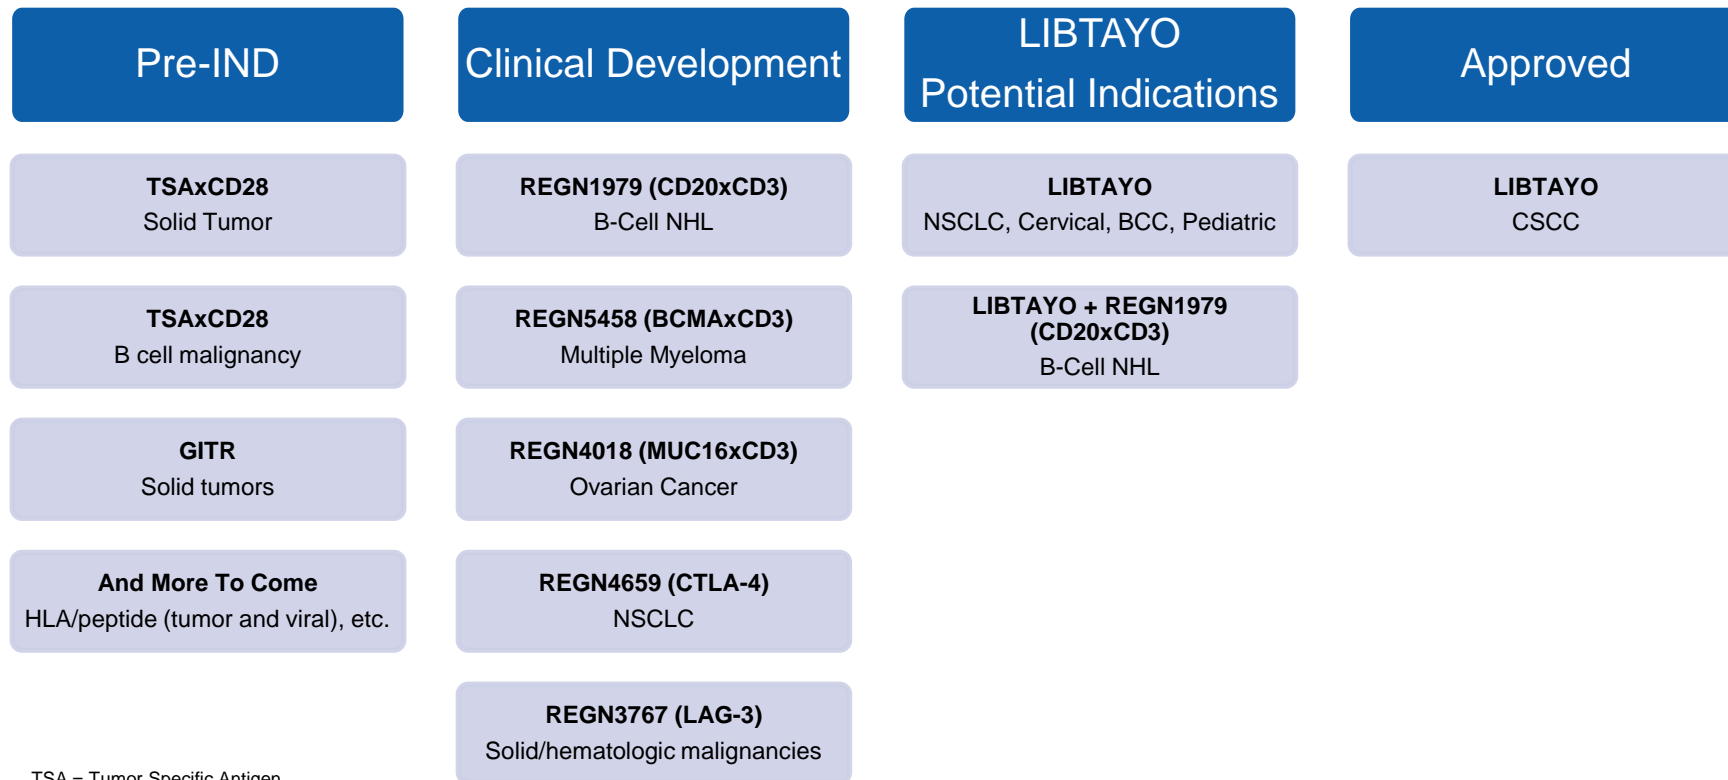 Pre-IND
Clinical Development
LIBTAYO
Potential Indications
Approved
TSAxCD28
Solid Tumor
TSAxCD28
B cell malignancy
GITR
Solid tumors
And More To Come
HLA/peptide (tumor and viral), etc.
REGN1979 (CD20xCD3)
B-Cell NHL
REGN5458 (BCMAxCD3)
Multiple Myeloma
REGN4018 (MUC16xCD3)
Ovarian Cancer
REGN4659 (CTLA-4)
NSCLC
REGN3767 (LAG-3)
Solid/hematologic malignancies
LIBTAYO
NSCLC, Cervical, BCC, Pediatric
LIBTAYO + REGN1979
(CD20xCD3)
B-Cell NHL
LIBTAYO
CSCC
TSA = Tumor Specific Antigen